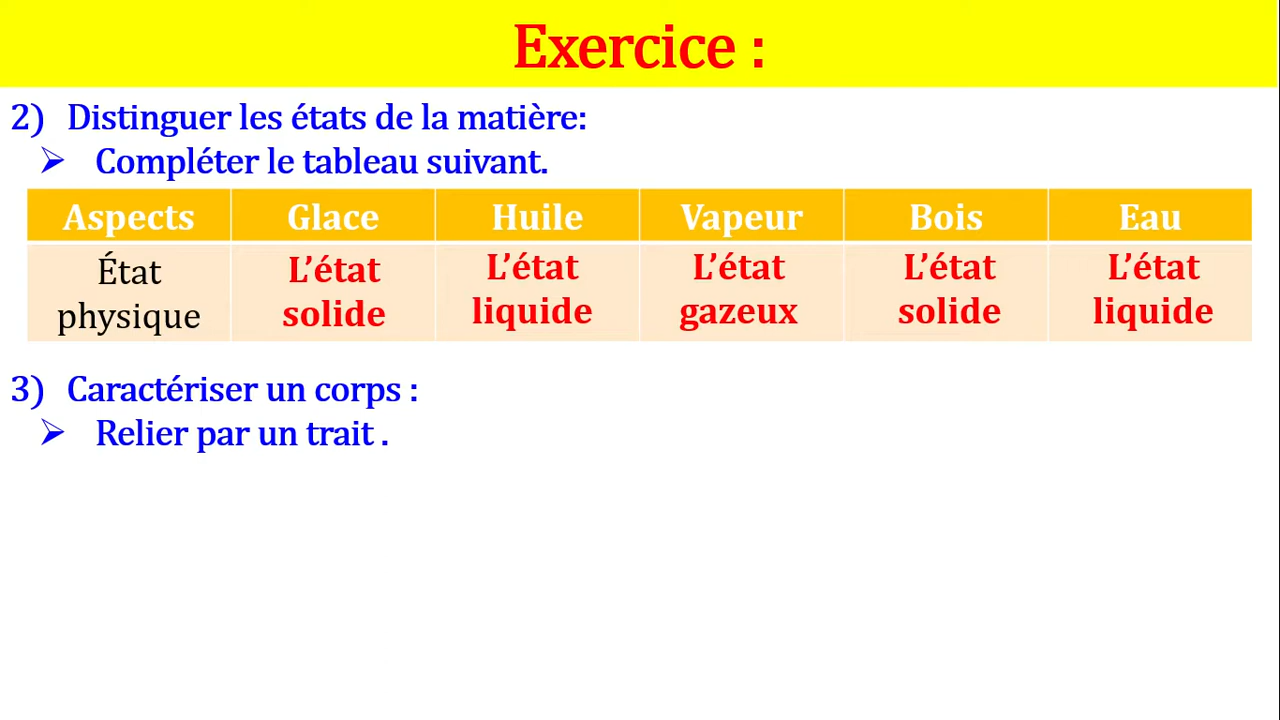 Exercice :
2) Distinguer les états de la matière:
➢ Compléter le tableau suivant.
Aspects Glace Huile Vapeur Bois Eau
État physique L’état solide L’état liquide L’état gazeux L’état solide L’état liquide
3) Caractériser un corps :
➢ Relier par un trait .